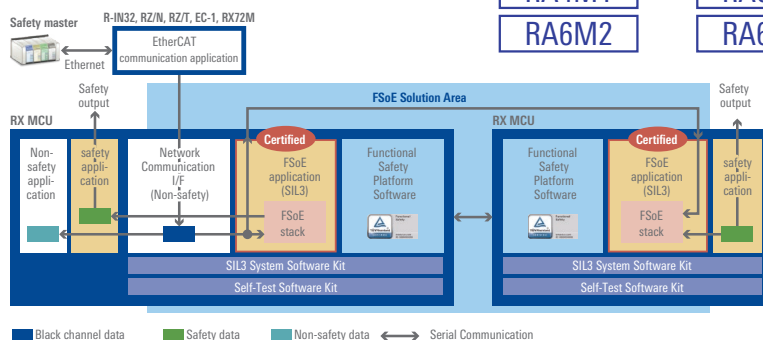 RA6M2
RA6
R-IN32, RZ/N, RZ/T, EC-1, RX72M
Safety master
EtherCAT
communication application
Ethernet
Safety
output
FSoE Solution Area
Safety
output
RX MCU
RX MCU
Certified
Certified
Non-
safety
appli-
cation
safety
appli-
cation
Network
Communication
I/F
(Non-safety)
FSoE
application
(SIL3)
FSoE
stack
Functional
Safety
Platform
Software
Functional
Safety
Platform
Software
FSoE
application
(SIL3)
FSoE
stack
safety
appli-
cation
SIL3 System Software Kit
Self-Test Software Kit
SIL3 System Software Kit
Self-Test Software Kit
Black channel data
Safety data
Non-safety data
Serial Communication